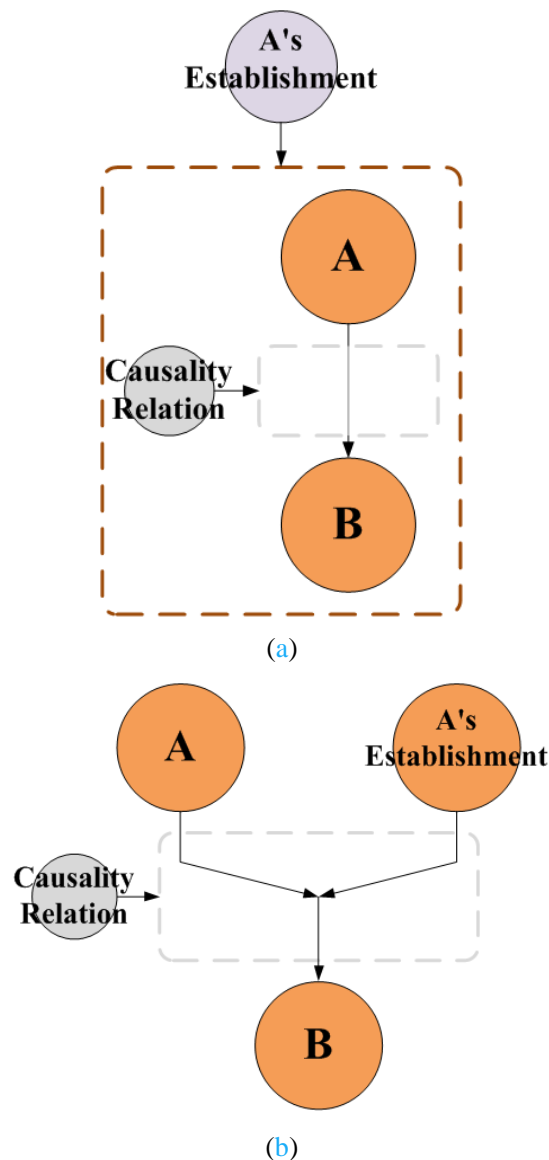 A's
Establishment
A
Causality
Relation
B
(a)
A
A's
Establishment
Causality
Relation
B
(b)